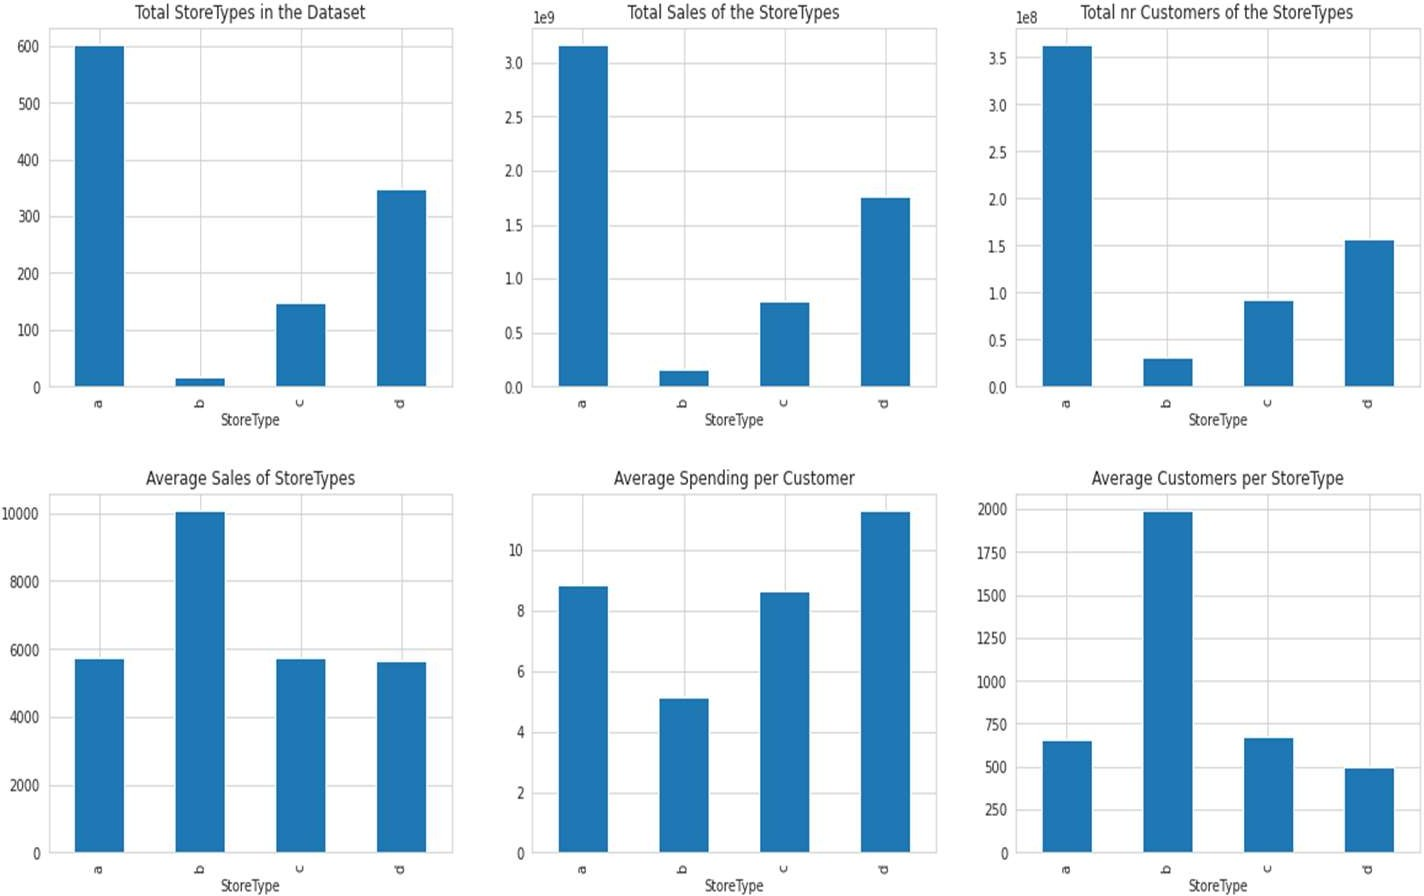 Total StoreTypes in the Dataset
600
500
400
300
200
100
0
a b c d
StoreType
Total Sales of the StoreTypes
1e9
3.0
2.5
2.0
1.5
1.0
0.5
0.0
a b c d
StoreType
Total nr Customers of the StoreTypes
1e8
3.5
3.0
2.5
2.0
1.5
1.0
0.5
0.0
a b c d
StoreType
Average Sales of StoreTypes
10000
8000
6000
4000
2000
0
a b c d
StoreType
Average Spending per Customer
10
8
6
4
2
0
a b c d
StoreType
Average Customers per StoreType
2000
1750
1500
1250
1000
750
500
250
0
a b c d
StoreType